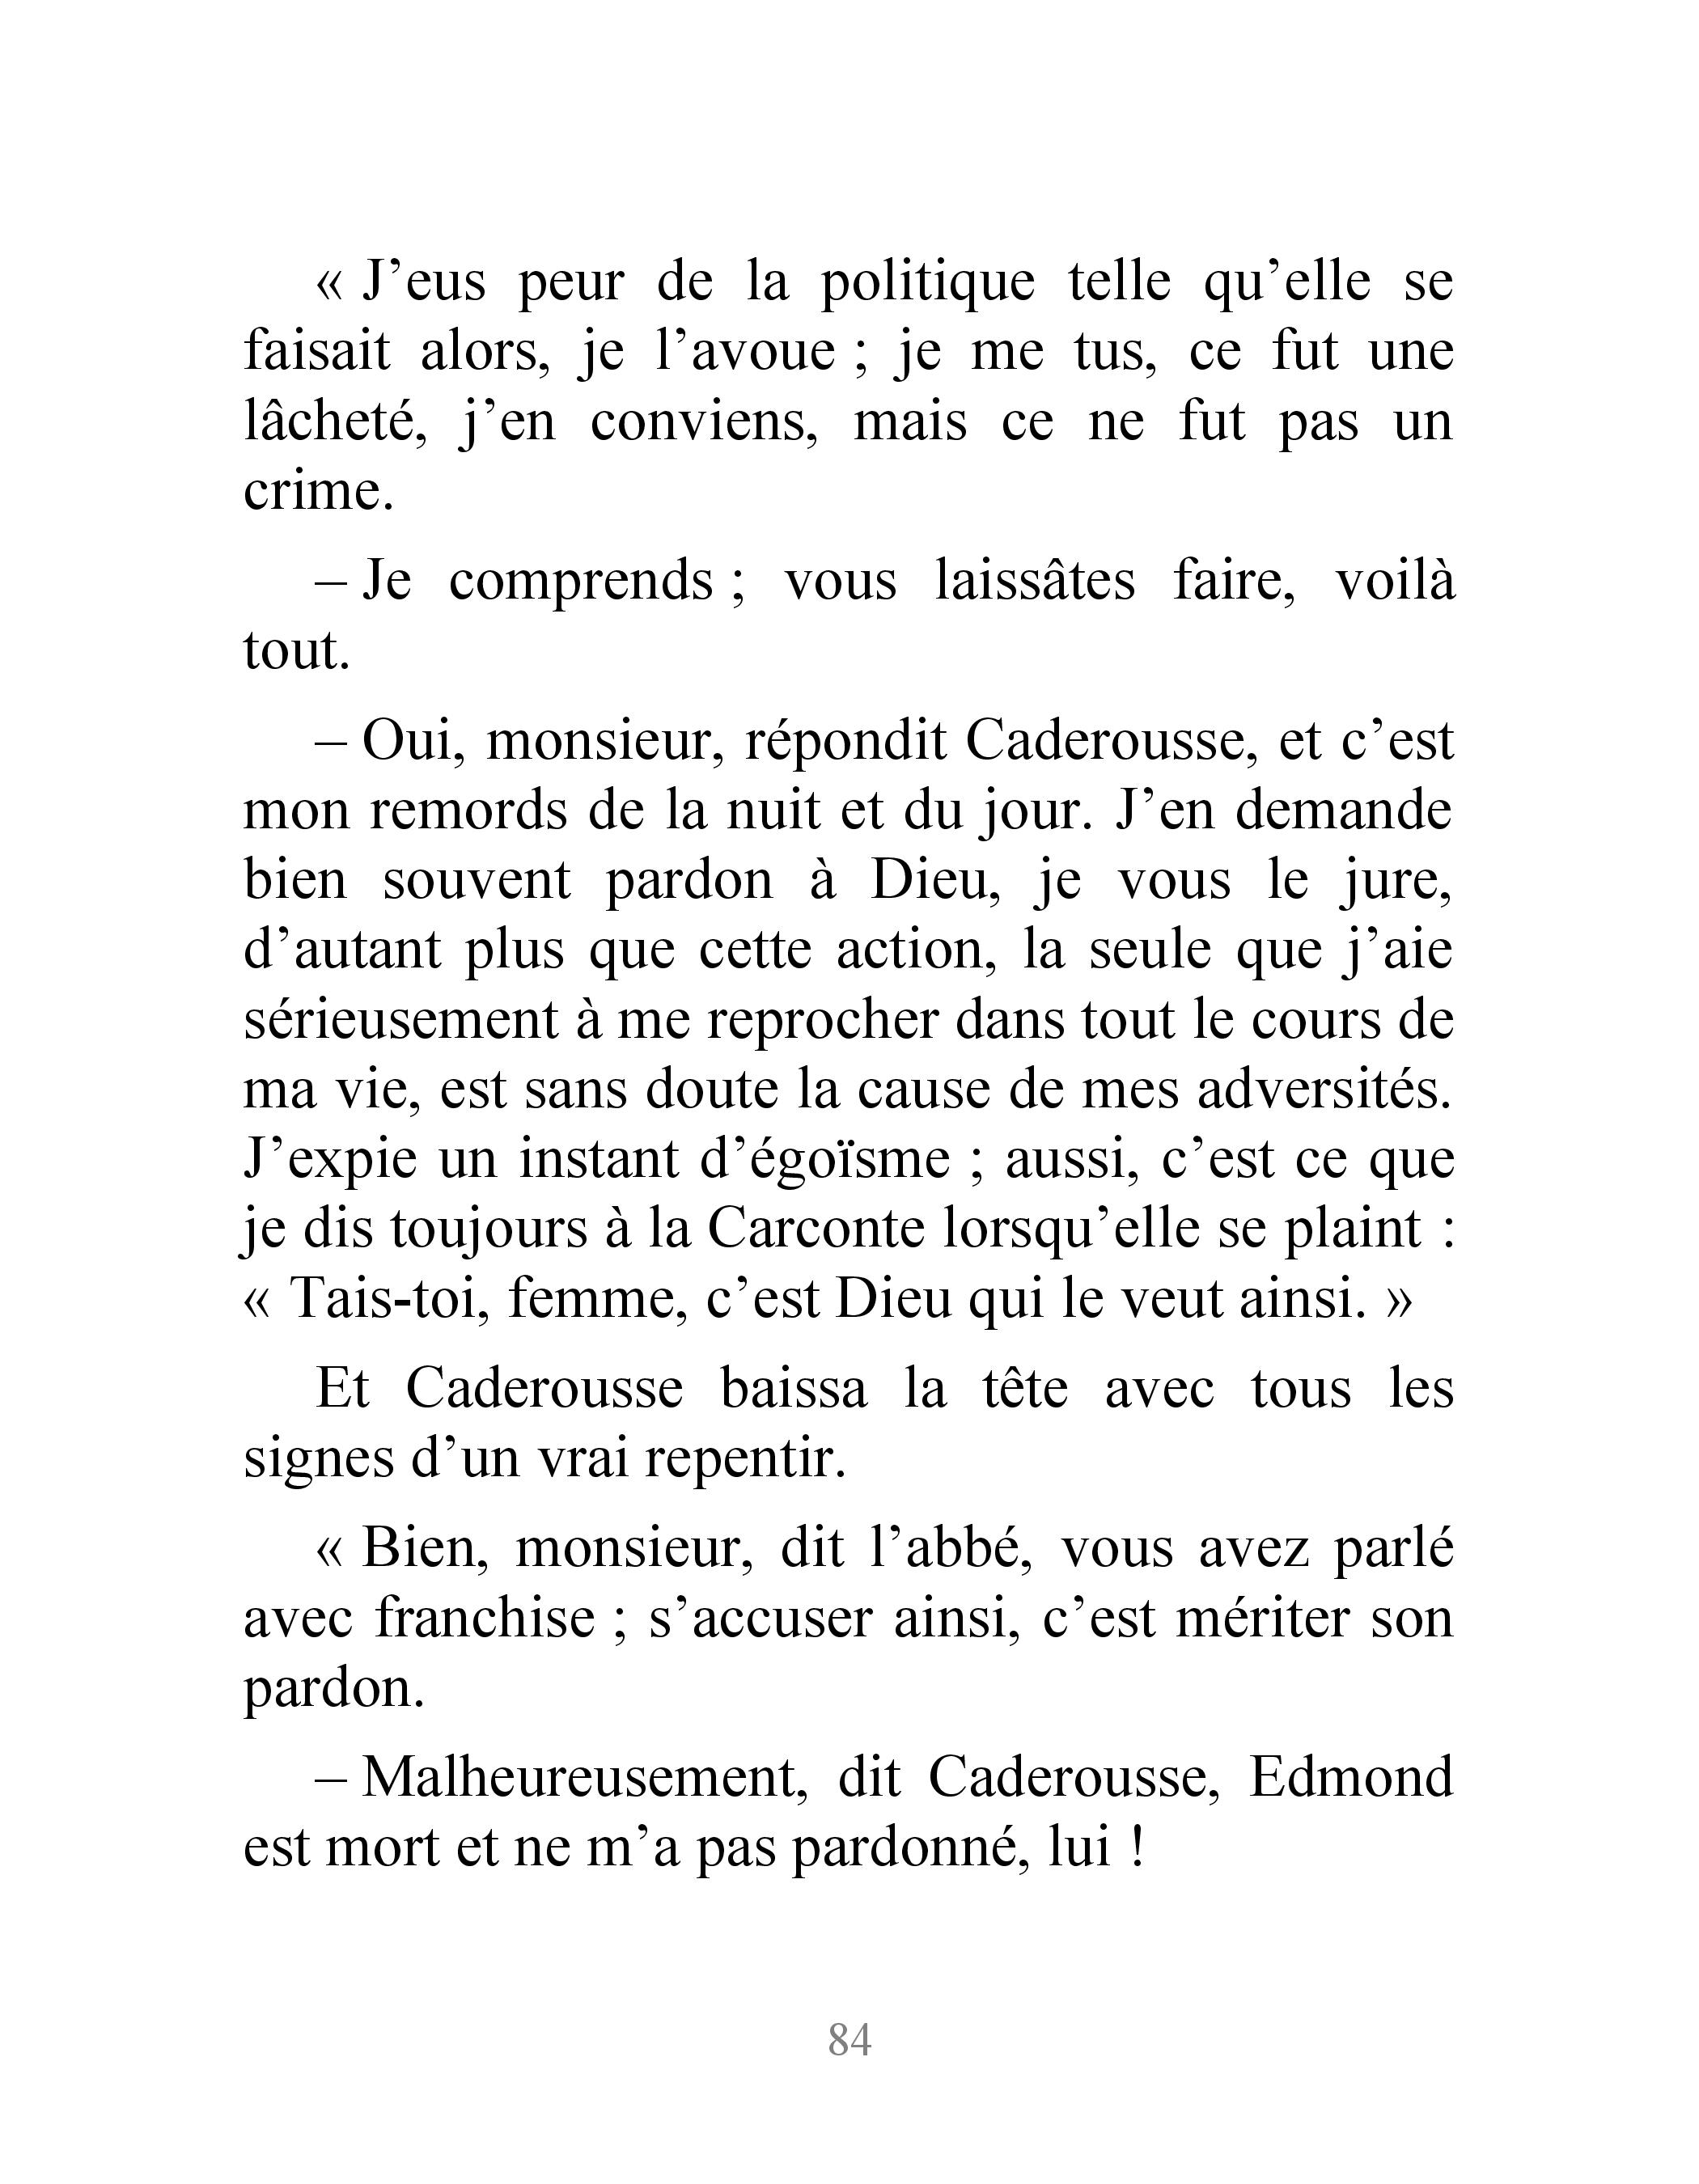 « J’eus peur de la politique telle qu’elle se
faisait alors, je l’avoue ; je me tus, ce fut une
lâcheté, j’en conviens, mais ce ne fut pas un
crime.
– Je comprends ; vous laissâtes faire, voilà
tout.
– Oui, monsieur, répondit Caderousse, et c’est
mon remords de la nuit et du jour. J’en demande
bien souvent pardon à Dieu, je vous le jure,
d’autant plus que cette action, la seule que j’aie
sérieusement à me reprocher dans tout le cours de
ma vie, est sans doute la cause de mes adversités.
J’expie un instant d’égoïsme ; aussi, c’est ce que
je dis toujours à la Carconte lorsqu’elle se plaint :
« Tais-toi, femme, c’est Dieu qui le veut ainsi. »
Et Caderousse baissa la tête avec tous les
signes d’un vrai repentir.
« Bien, monsieur, dit l’abbé, vous avez parlé
avec franchise ; s’accuser ainsi, c’est mériter son
pardon.
– Malheureusement, dit Caderousse, Edmond
est mort et ne m’a pas pardonné, lui !
84